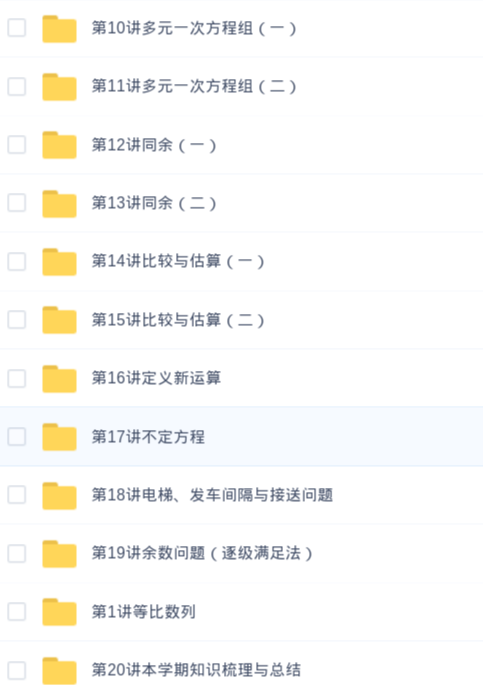 第10讲多元一次方程组（一）
第11讲多元一次方程组（二）
第12讲同余（一）
第13讲同余（二）
第14讲比较与估算（一）
第15讲比较与估算（二）
第16讲定义新运算
第17讲不定方程
第18讲电梯、发车间隔与接送问题
第19讲余数问题（逐级满足法）
第1讲等比数列
第20讲本学期知识梳理与总结